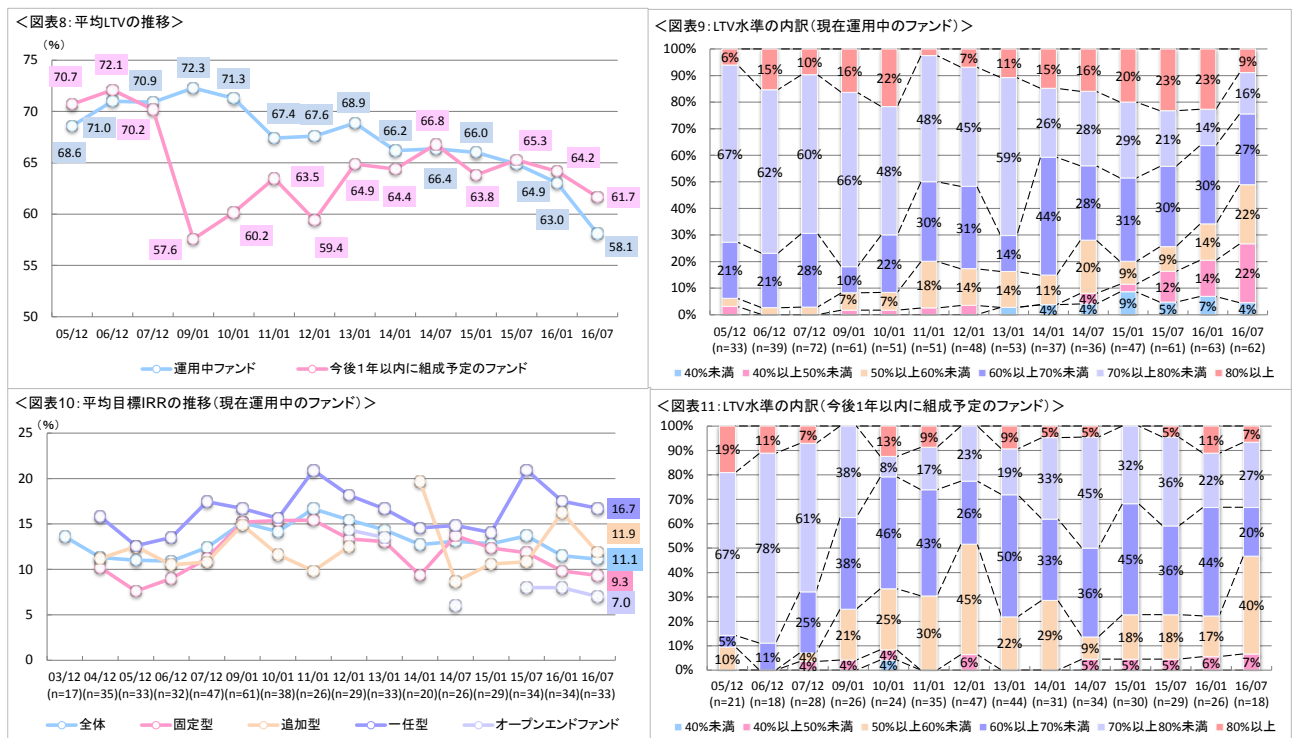 ＜図表8：平均LTVの推移＞
（％）
75
70
65
60
55
50
70.7
72.1
70.9
72.3
71.3
67.4
67.6
68.9
66.2
66.8
66.0
65.3
64.2
68.6
71.0
70.2
57.6
60.2
63.5
59.4
64.9
64.4
66.4
63.8
64.9
63.0
61.7
58.1
05/12 06/12 07/12 09/01 10/01 11/01 12/01 13/01 14/01 14/07 15/01 15/07 16/01 16/07
運用中ファンド 今後1年以内に組成予定のファンド
＜図表9：LTV水準の内訳（現在運用中のファンド）＞
100%
90%
80%
70%
60%
50%
40%
30%
20%
10%
0%
6% 15% 10% 16% 22% 7% 11% 15% 16% 20% 23% 23% 9%
67% 62% 60% 66% 48% 48% 45% 59% 26% 28% 29% 21% 14% 16%
21% 21% 28% 10% 22% 30% 31% 14% 44% 28% 31% 30% 30% 27%
7% 7% 18% 14% 14% 11% 20% 9% 9% 14% 22%
4% 12% 14% 22%
4% 4% 9% 5% 7% 4%
05/12 06/12 07/12 09/01 10/01 11/01 12/01 13/01 14/01 14/07 15/01 15/07 16/01 16/07
(n=33) (n=39) (n=72) (n=61) (n=51) (n=51) (n=48) (n=53) (n=37) (n=36) (n=47) (n=61) (n=63) (n=62)
40%未満 40%以上50%未満 50%以上60%未満 60%以上70%未満 70%以上80%未満 80%以上
＜図表10：平均目標IRRの推移（現在運用中のファンド）＞
(%)
25
20
15
10
5
0
16.7
11.9
11.1
9.3
7.0
03/12 04/12 05/12 06/12 07/12 09/01 10/01 11/01 12/01 13/01 14/01 14/07 15/01 15/07 16/01 16/07
(n=17) (n=35) (n=33) (n=32) (n=47) (n=61) (n=38) (n=26) (n=29) (n=33) (n=20) (n=26) (n=29) (n=34) (n=34) (n=33)
全体 固定型 追加型 一任型 オープンエンドファンド
＜図表11：LTV水準の内訳（今後1年以内に組成予定のファンド）＞
100%
90%
80%
70%
60%
50%
40%
30%
20%
10%
0%
19% 11% 7% 13% 9% 9% 5% 5% 5% 11% 7%
67% 78% 61% 38% 8% 17% 23% 19% 33% 45% 32% 36% 22% 27%
5% 11% 25% 38% 46% 43% 26% 50% 33% 36% 45% 36% 44% 20%
10% 4% 21% 25% 30% 45% 22% 29% 9% 18% 18% 17% 40%
4% 4% 4% 6% 5% 5% 5% 6% 7%
4%
05/12 06/12 07/12 09/01 10/01 11/01 12/01 13/01 14/01 14/07 15/01 15/07 16/01 16/07
(n=21) (n=18) (n=28) (n=26) (n=24) (n=35) (n=47) (n=44) (n=31) (n=34) (n=30) (n=29) (n=26) (n=18)
40%未満 40%以上50%未満 50%以上60%未満 60%以上70%未満 70%以上80%未満 80%以上